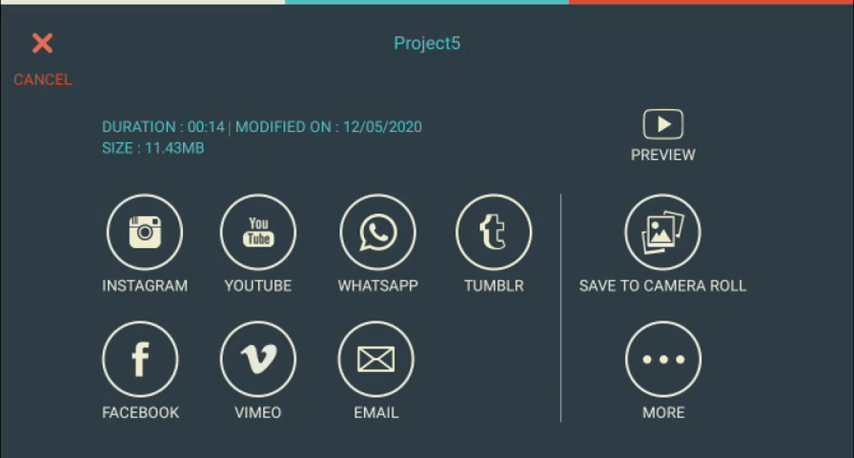 Project5
CANCEL
DURATION : 00:14 | MODIFIED ON : 12/05/2020
SIZE : 11.43MB
PREVIEW
You
Tube
INSTAGRAM YOUTUBE WHATSAPP TUMBLR SAVE TO CAMERA ROLL
FACEBOOK VIMEO EMAIL MORE